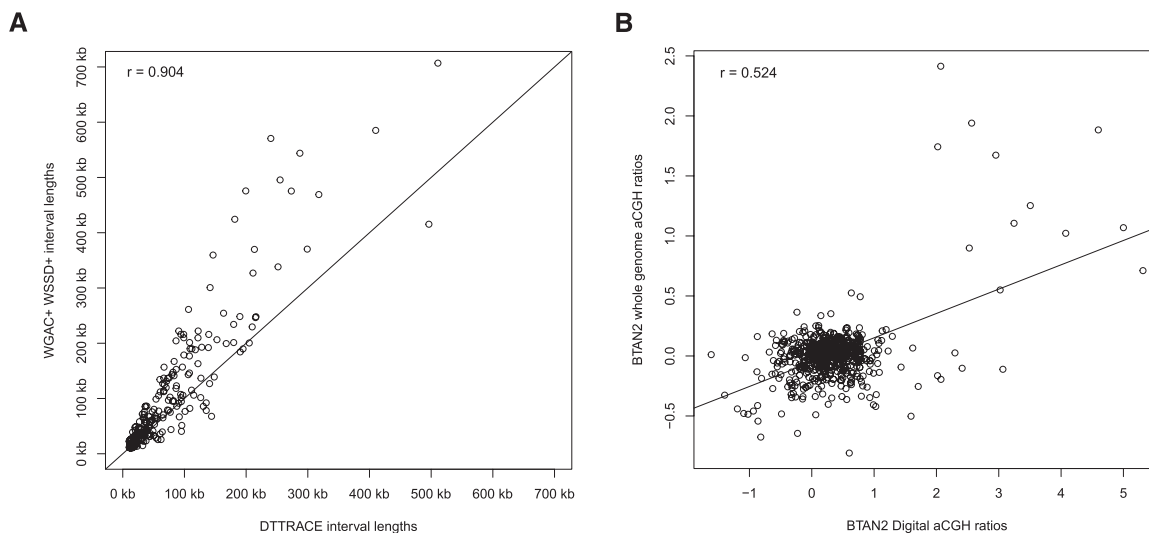 A
r = 0.904
WGAC+ WSSD+ interval lengths
700 kb
600 kb
500 kb
400 kb
300 kb
200 kb
100 kb
0 kb
0 kb 100 kb 200 kb 300 kb 400 kb 500 kb 600 kb 700 kb
DTTRACE interval lengths
B
r = 0.524
BTAN2 whole genome aCGH ratios
2.5
2.0
1.5
1.0
0.5
0.0
−0.5
−1 0 1 2 3 4 5
BTAN2 Digital aCGH ratios